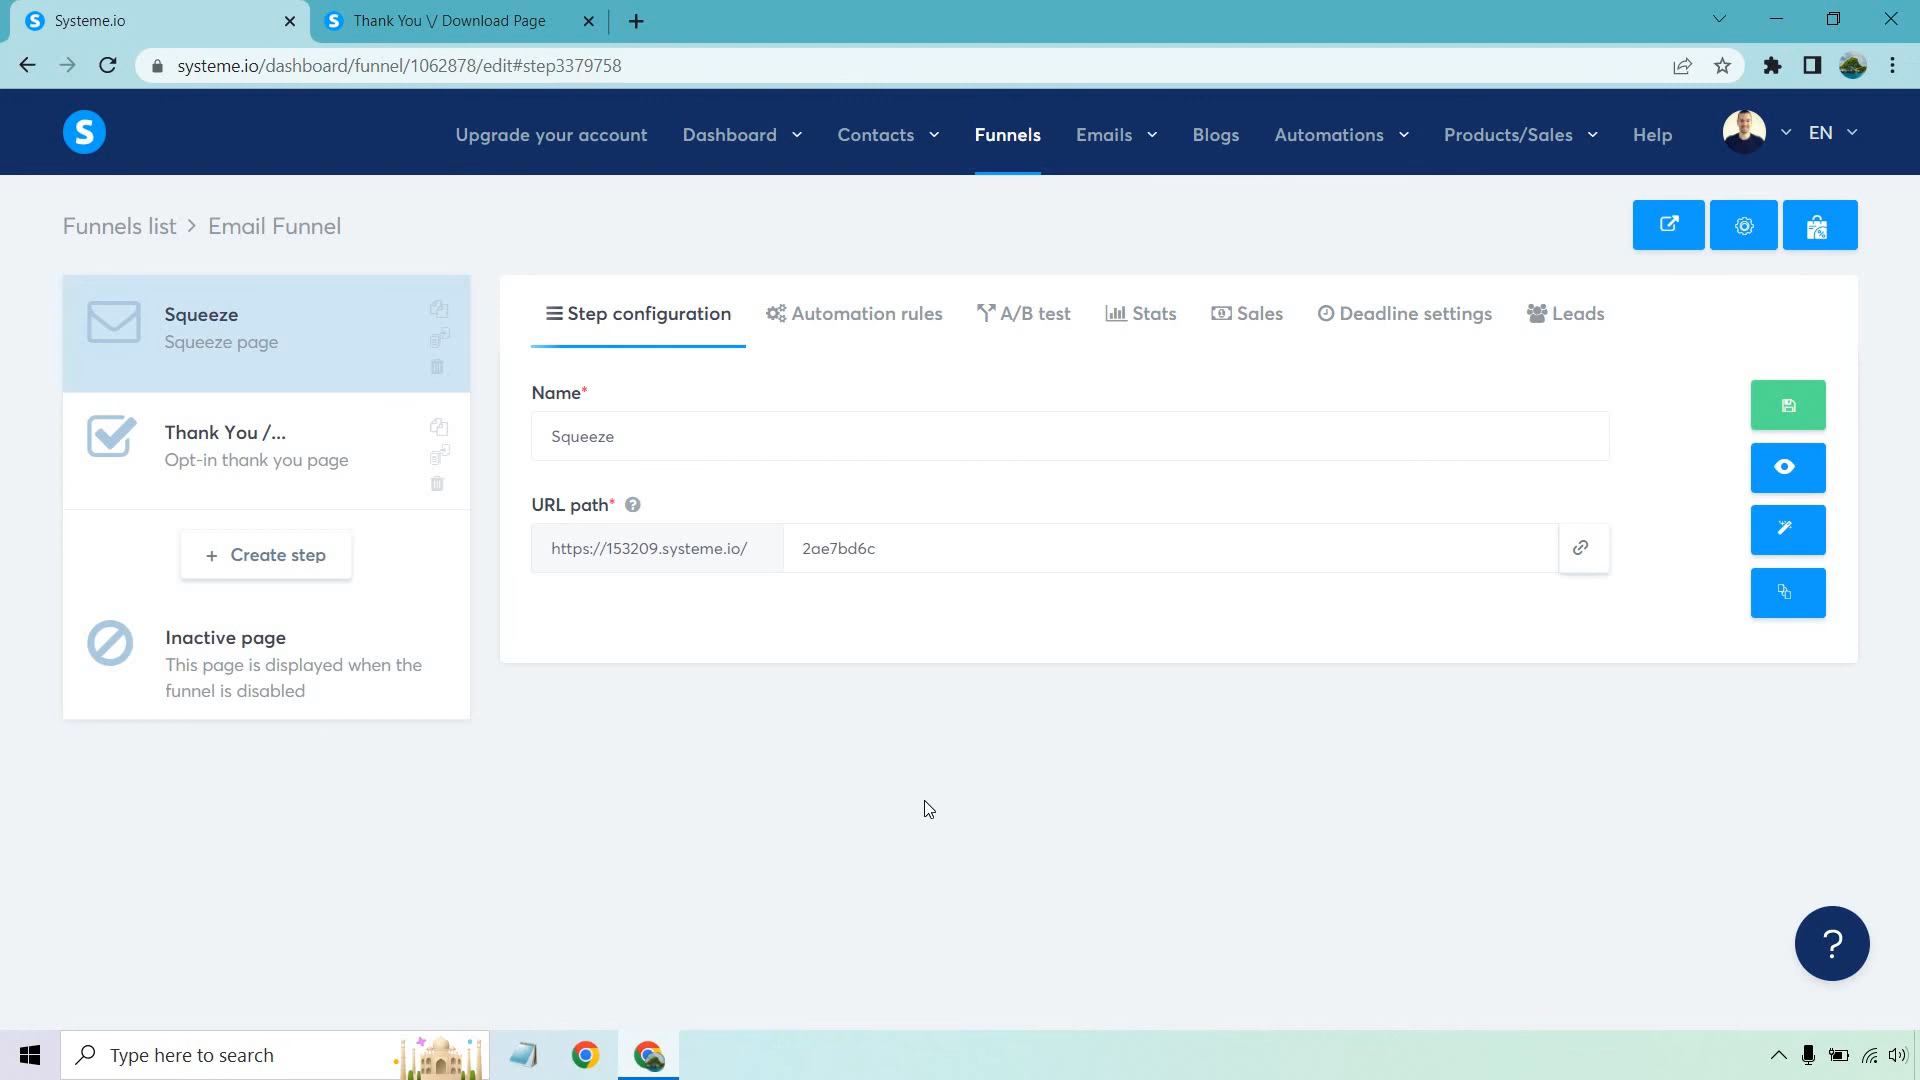 Systeme.io
Thank You \/ Download Page
systeme.io/dashboard/funnel/1062878/edit#step3379758
S
Upgrade your account
Dashboard
Contacts
Funnels
Emails
Blogs
Automations
Products/Sales
Help
EN
Funnels list > Email Funnel
Squeeze
Squeeze page
Thank You /...
Opt-in thank you page
+ Create step
Inactive page
This page is displayed when the
funnel is disabled
Step configuration
Automation rules
A/B test
Stats
Sales
Deadline settings
Leads
Name*
Squeeze
URL path* ?
https://153209.systeme.io/
2ae7bd6c
?
Type here to search